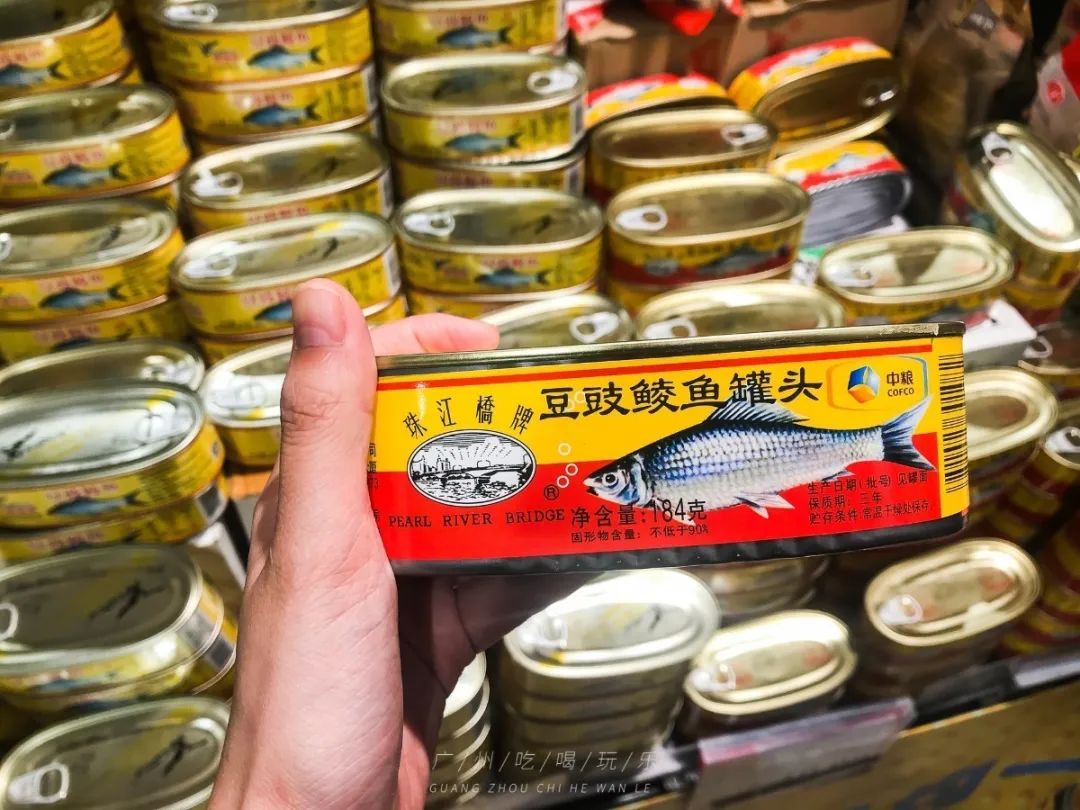 豆豉鲮鱼罐头
中粮
COFCO
珠江橋牌
®
PEARL RIVER BRIDGE
净含量:184克
固形物含量: 不低于90%
生产日期(批号)见罐面
保质期: 三年
贮存条件:常温干燥处保存
广/州/吃/喝/玩/乐
GUANG ZHOU CHI HE WAN LE